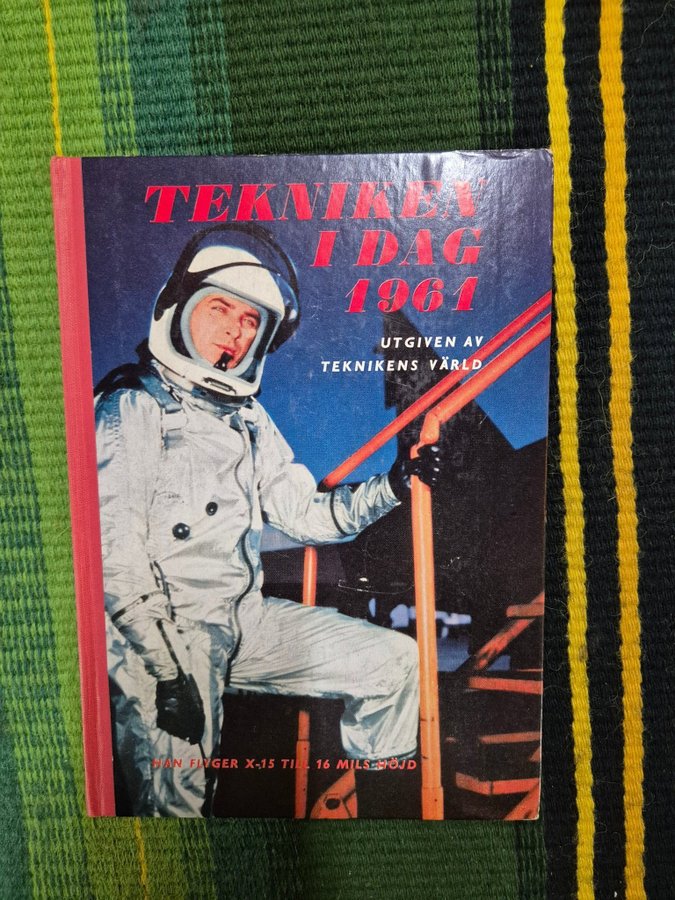 TEKNIKEN
I DAG
1961
UTGIVEN AV
TEKNIKENS VÄRLD
HAN FLYGER X-15 TILL 16 MILS HÖJD